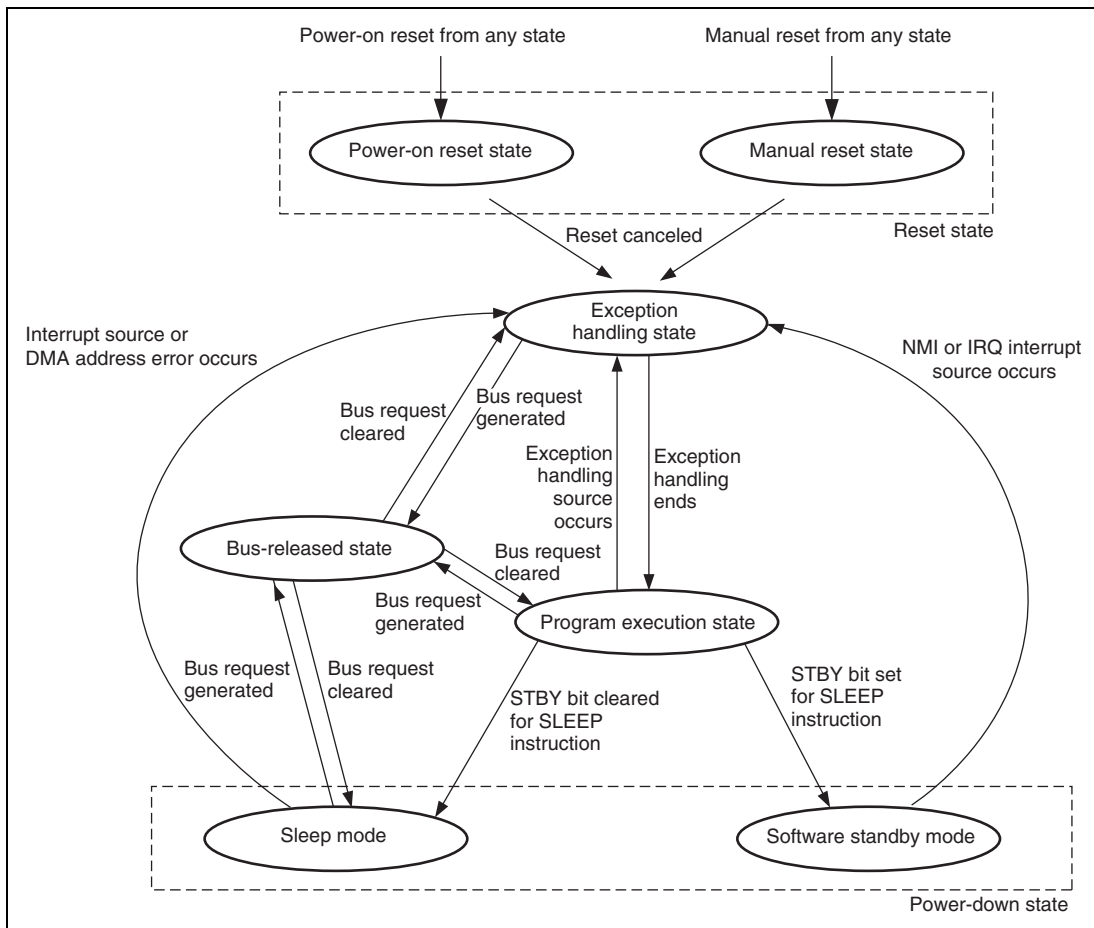 Power-on reset from any state
Manual reset from any state
Power-on reset state
Manual reset state
Reset state
Reset canceled
Exception
handling state
Interrupt source or
DMA address error occurs
NMI or IRQ interrupt
source occurs
Bus request
cleared
Bus request
generated
Exception
handling
source
occurs
Exception
handling
ends
Bus-released state
Bus request
cleared
Bus request
generated
Program execution state
Bus request
generated
Bus request
cleared
STBY bit cleared
for SLEEP
instruction
STBY bit set
for SLEEP
instruction
Sleep mode
Software standby mode
Power-down state